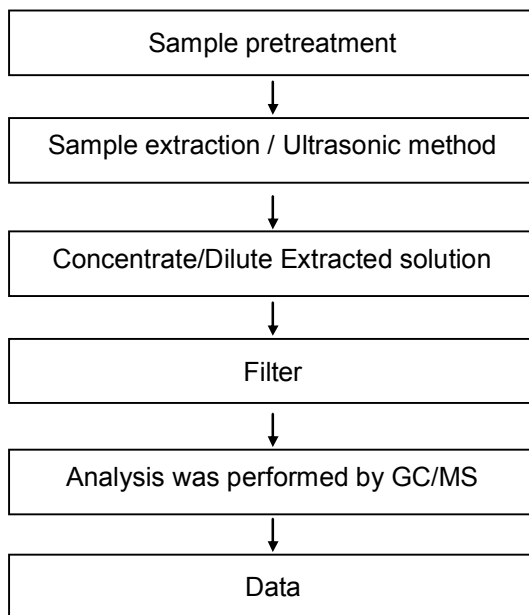 Sample pretreatment
Sample extraction / Ultrasonic method
Concentrate/Dilute Extracted solution
Filter
Analysis was performed by GC/MS
Data